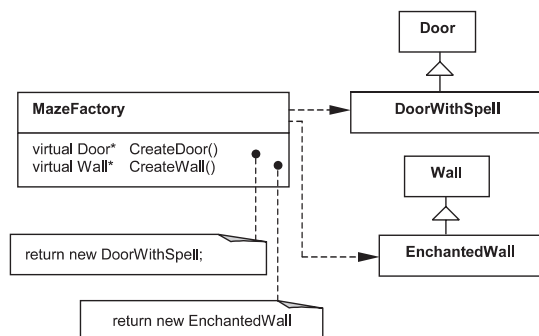 Door
MazeFactory
DoorWithSpell
virtual Door* CreateDoor()
virtual Wall* CreateWall()
Wall
return new DoorWithSpell;
EnchantedWall
return new EnchantedWall